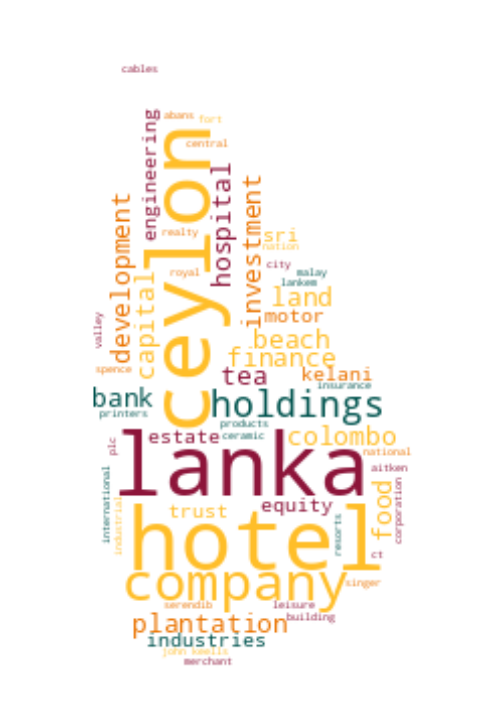 cables
engineering
abans
fort
ceylon
central
hospital
development
investment
realty
sri
nation
capital
royal
city
malay
lankem
land
valley
motor
beach
finance
spence
tea
kelani
insurance
bank
holdings
printers
products
estate
ceramic
colombo
plc
lanka
national
aitken
international
industrial
equity
food
corporation
trust
hotel
resorts
ct
company
singer
serendib
leisure
plantation
building
industries
john keells
merchant